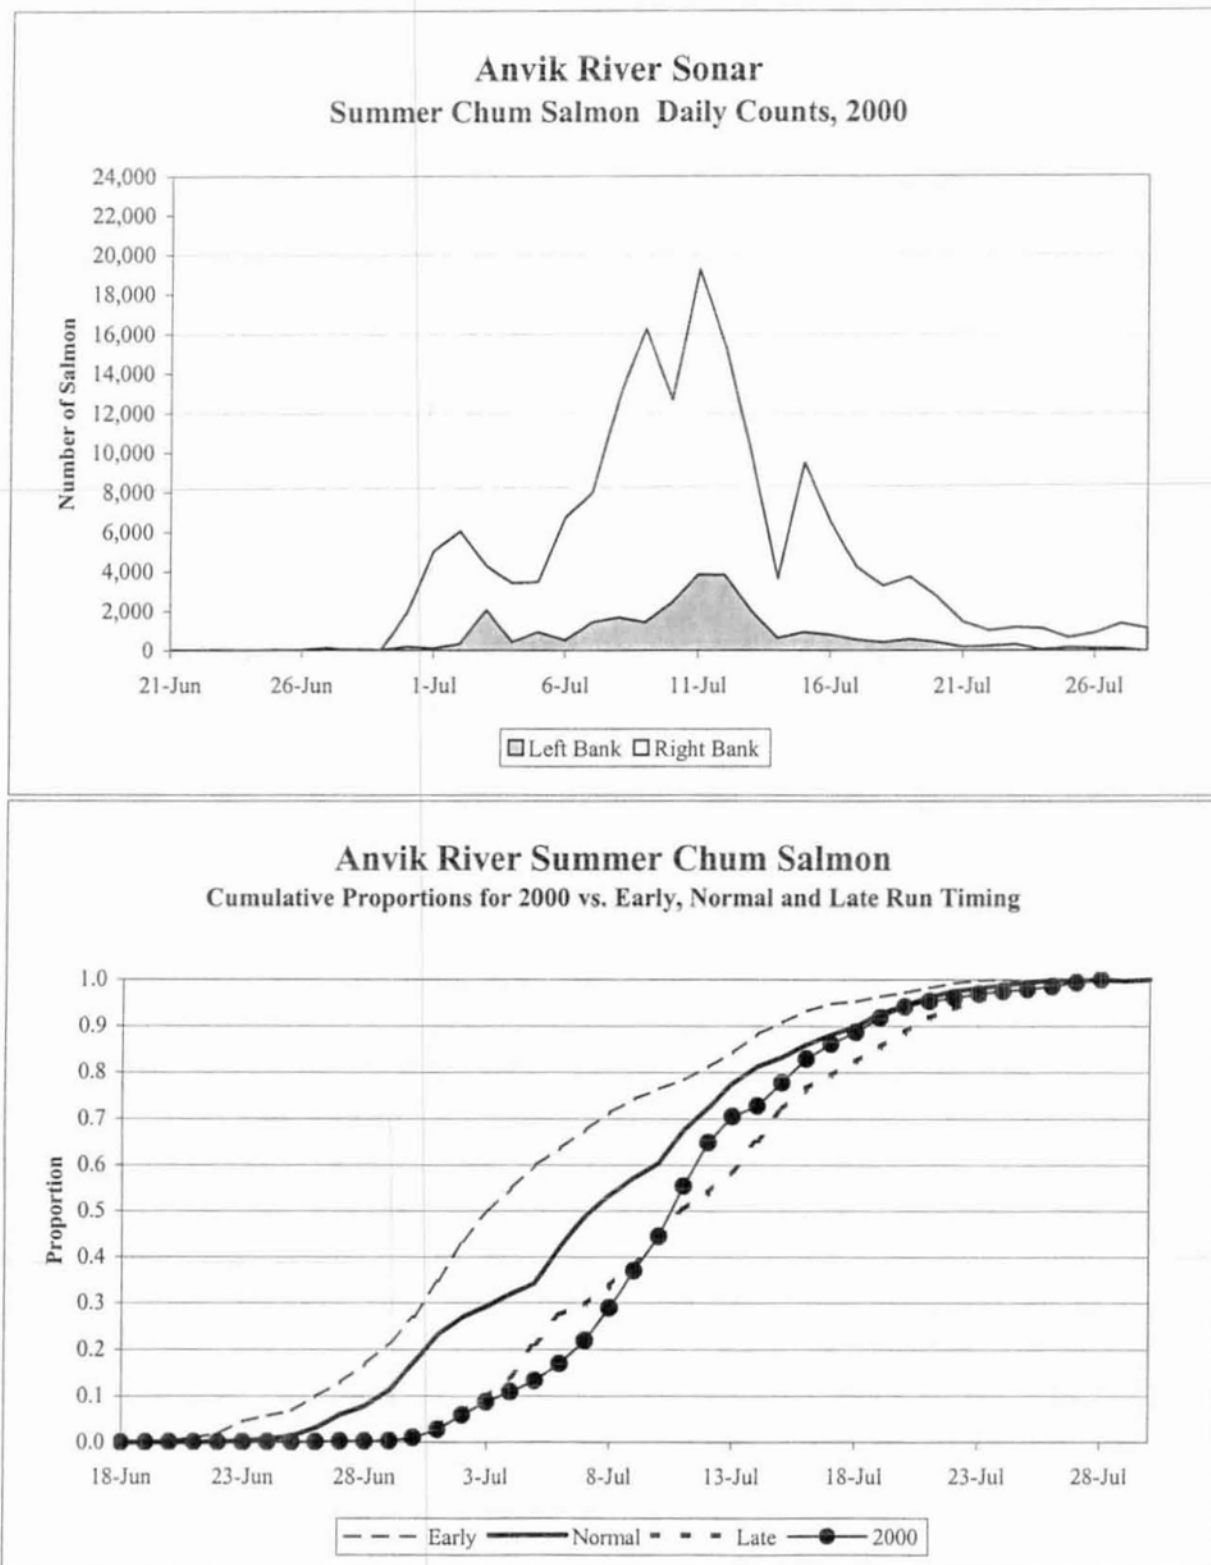 Anvik River Sonar
Summer Chum Salmon Daily Counts, 2000
24,000
22,000
20,000
18,000
16,000
14,000
12,000
10,000
8,000
6,000
4,000
2,000
0
Number of Salmon
21-Jun 26-Jun 1-Jul 6-Jul 11-Jul 16-Jul 21-Jul 26-Jul
Left Bank Right Bank
Anvik River Summer Chum Salmon
Cumulative Proportions for 2000 vs. Early, Normal and Late Run Timing
1.0
0.9
0.8
0.7
0.6
0.5
0.4
0.3
0.2
0.1
0.0
Proportion
18-Jun 23-Jun 28-Jun 3-Jul 8-Jul 13-Jul 18-Jul 23-Jul 28-Jul
Early Normal Late 2000